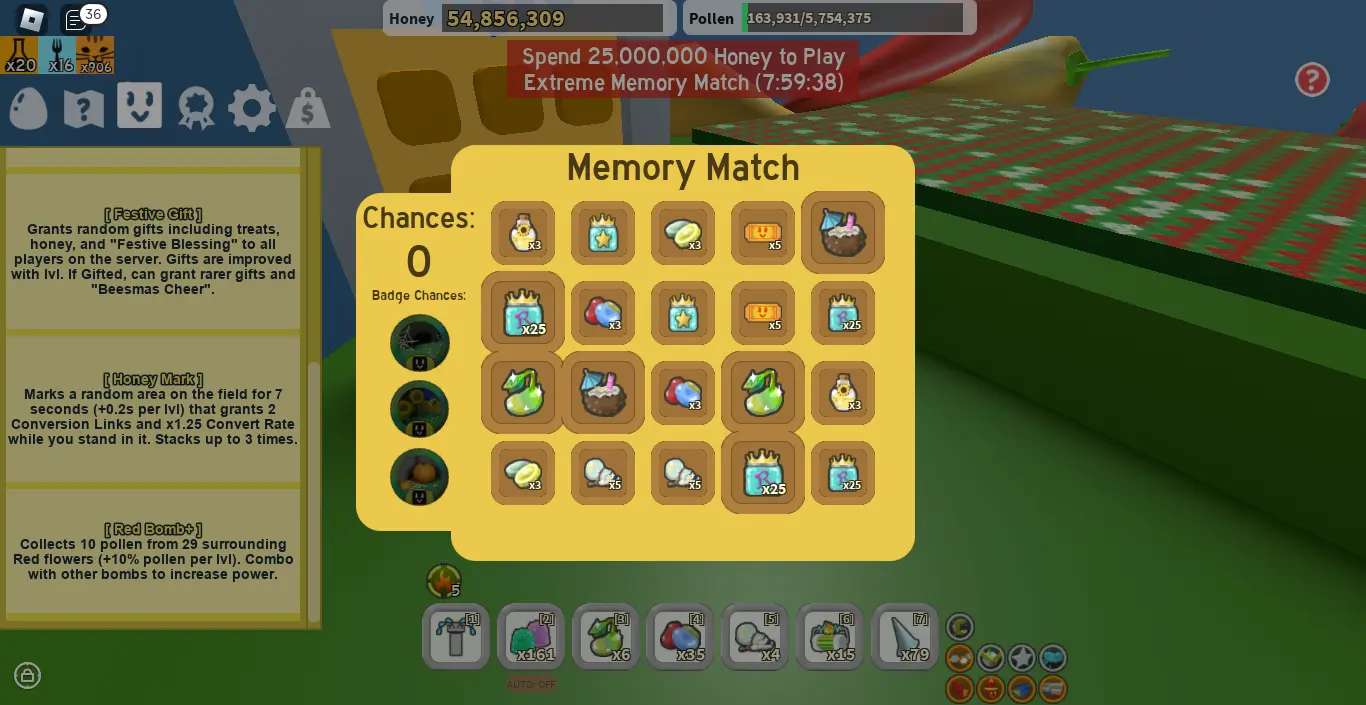 36
Honey 54,856,309
Pollen 163,931/5,754,375
x20 x16 x906
Spend 25,000,000 Honey to Play
Extreme Memory Match (7:59:38)
?
?
$
Memory Match
Chances:
0
Badge Chances:
x3 x3 x5
x25 x3 x5 x25
x3 x3
x3 x5 x5 x25 x25
[ Festive Gift ]
Grants random gifts including treats,
honey, and "Festive Blessing" to all
players on the server. Gifts are improved
with lvl. If Gifted, can grant rarer gifts and
"Beesmas Cheer".
[ Honey Mark ]
Marks a random area on the field for 7
seconds (+0.2s per lvl) that grants 2
Conversion Links and x1.25 Convert Rate
while you stand in it. Stacks up to 3 times.
[ Red Bomb+ ]
Collects 10 pollen from 29 surrounding
Red flowers (+10% pollen per lvl). Combo
with other bombs to increase power.
5
[1] [2] [3] [4] [5] [6] [7]
x161 x6 x35 x4 x15 x79
AUTO: OFF